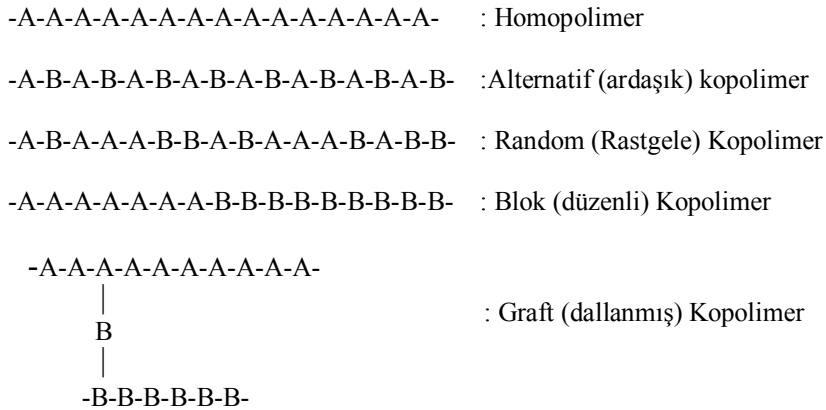 -A-A-A-A-A-A-A-A-A-A-A-A-A-A- : Homopolimer
-A-B-A-B-A-B-A-B-A-B-A-B-A-B-A-B- :Alternatif (ardaşık) kopolimer
-A-B-A-A-A-B-B-A-B-A-A-A-B-A-B-B- : Random (Rastgele) Kopolimer
-A-A-A-A-A-A-A-B-B-B-B-B-B-B-B- : Blok (düzenli) Kopolimer
-A-A-A-A-A-A-A-A-A-A-
|
B : Graft (dallanmış) Kopolimer
|
-B-B-B-B-B-B-